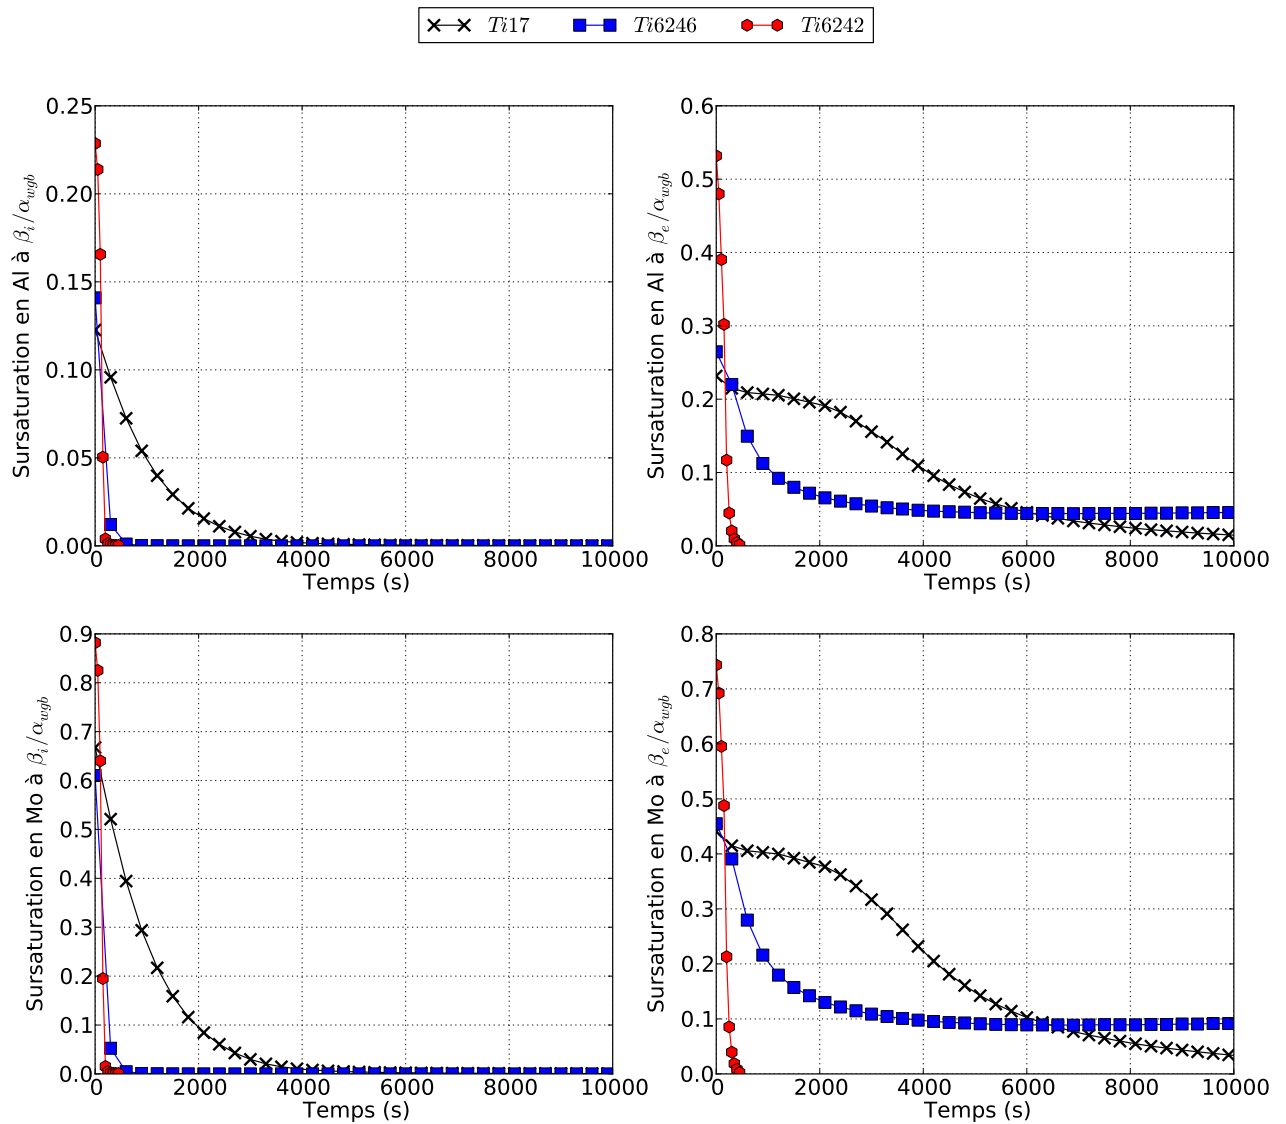 Ti17 Ti6246 Ti6242
0.25
0.20
0.15
0.10
0.05
0.00
Sursaturation en Al à β_i/α_wgb
0 2000 4000 6000 8000 10000
Temps (s)
0.6
0.5
0.4
0.3
0.2
0.1
0.0
Sursaturation en Al à β_e/α_wgb
0 2000 4000 6000 8000 10000
Temps (s)
0.9
0.8
0.7
0.6
0.5
0.4
0.3
0.2
0.1
0.0
Sursaturation en Mo à β_i/α_wgb
0 2000 4000 6000 8000 10000
Temps (s)
0.8
0.7
0.6
0.5
0.4
0.3
0.2
0.1
0.0
Sursaturation en Mo à β_e/α_wgb
0 2000 4000 6000 8000 10000
Temps (s)